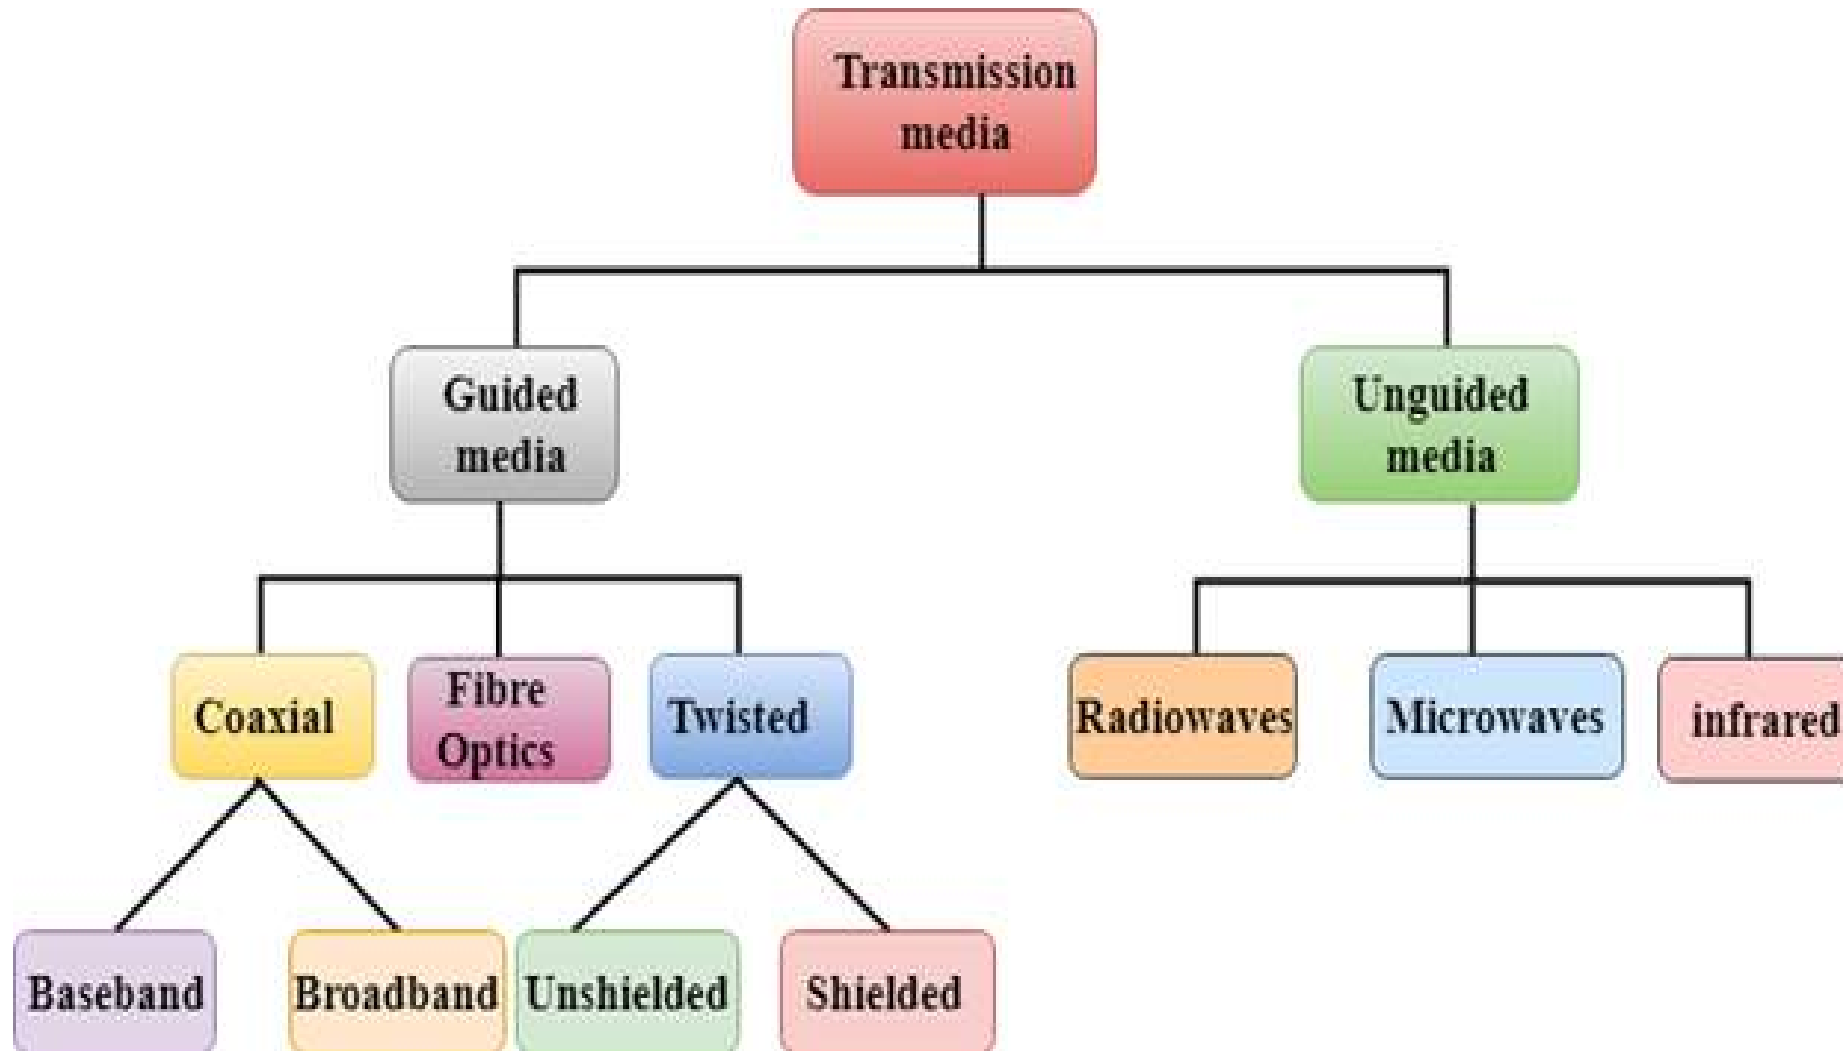 Transmission
media
Guided
media
Unguided
media
Coaxial
Fibre
Optics
Twisted
Radiowaves
Microwaves
infrared
Baseband
Broadband
Unshielded
Shielded